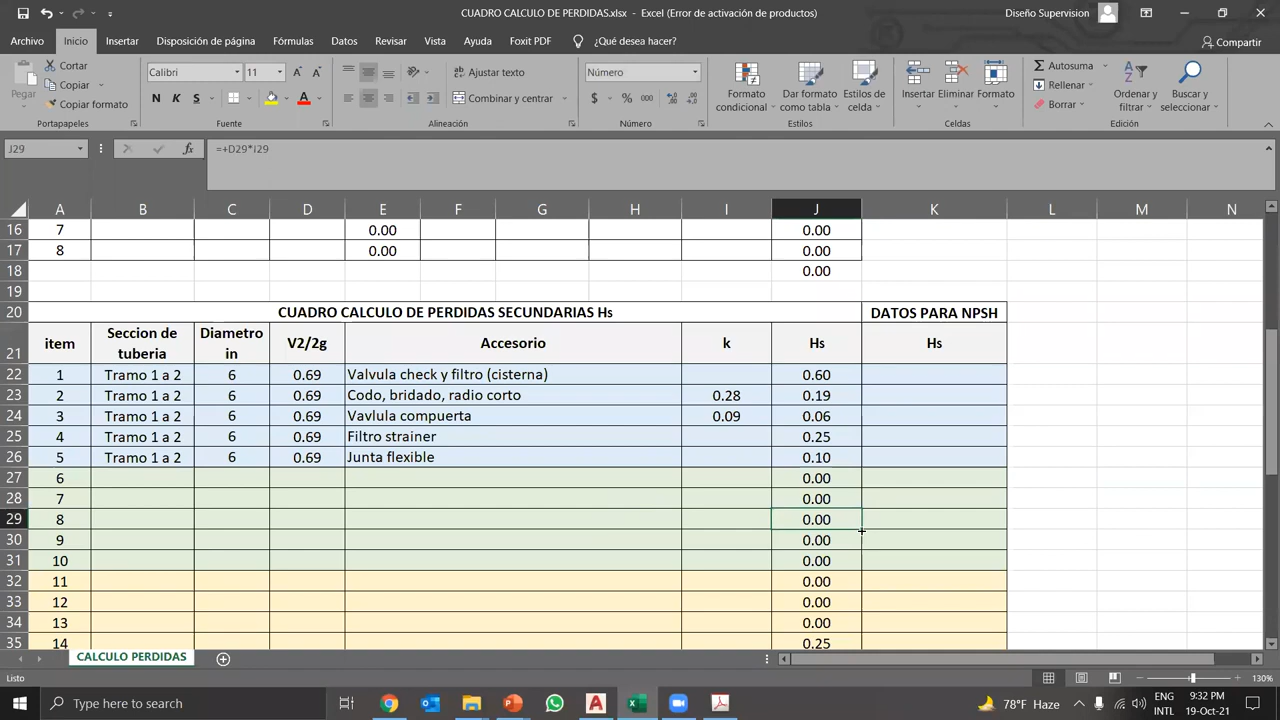 CUADRO CALCULO DE PERDIDAS.xlsx - Excel (Error de activación de productos)
Diseño Supervision
Archivo Inicio Insertar Disposición de página Fórmulas Datos Revisar Vista Ayuda Foxit PDF ¿Qué desea hacer? Compartir
Pegar
Cortar
Copiar
Copiar formato
Calibri 11
N K S
Ajustar texto
Combinar y centrar
Número
$ % 000
Formato condicional
Dar formato como tabla
Estilos de celda
Insertar Eliminar Formato
Autosuma
Rellenar
Borrar
Ordenar y filtrar
Buscar y seleccionar
Portapapeles Fuente Alineación Número Estilos Celdas Edición
J29 fx =+D29*I29
A B C D E F G H I J K L M N
16 7 0.00 0.00
17 8 0.00 0.00
18 0.00
19
20 CUADRO CALCULO DE PERDIDAS SECUNDARIAS Hs DATOS PARA NPSH
21 item Seccion de tuberia Diametro in V2/2g Accesorio k Hs Hs
22 1 Tramo 1 a 2 6 0.69 Valvula check y filtro (cisterna) 0.60
23 2 Tramo 1 a 2 6 0.69 Codo, bridado, radio corto 0.28 0.19
24 3 Tramo 1 a 2 6 0.69 Vavlula compuerta 0.09 0.06
25 4 Tramo 1 a 2 6 0.69 Filtro strainer 0.25
26 5 Tramo 1 a 2 6 0.69 Junta flexible 0.10
27 6 0.00
28 7 0.00
29 8 0.00
30 9 0.00
31 10 0.00
32 11 0.00
33 12 0.00
34 13 0.00
35 14 0.25
CALCULO PERDIDAS
Listo 130%
Type here to search
78°F Haze
ENG
INTL
9:32 PM
19-Oct-21